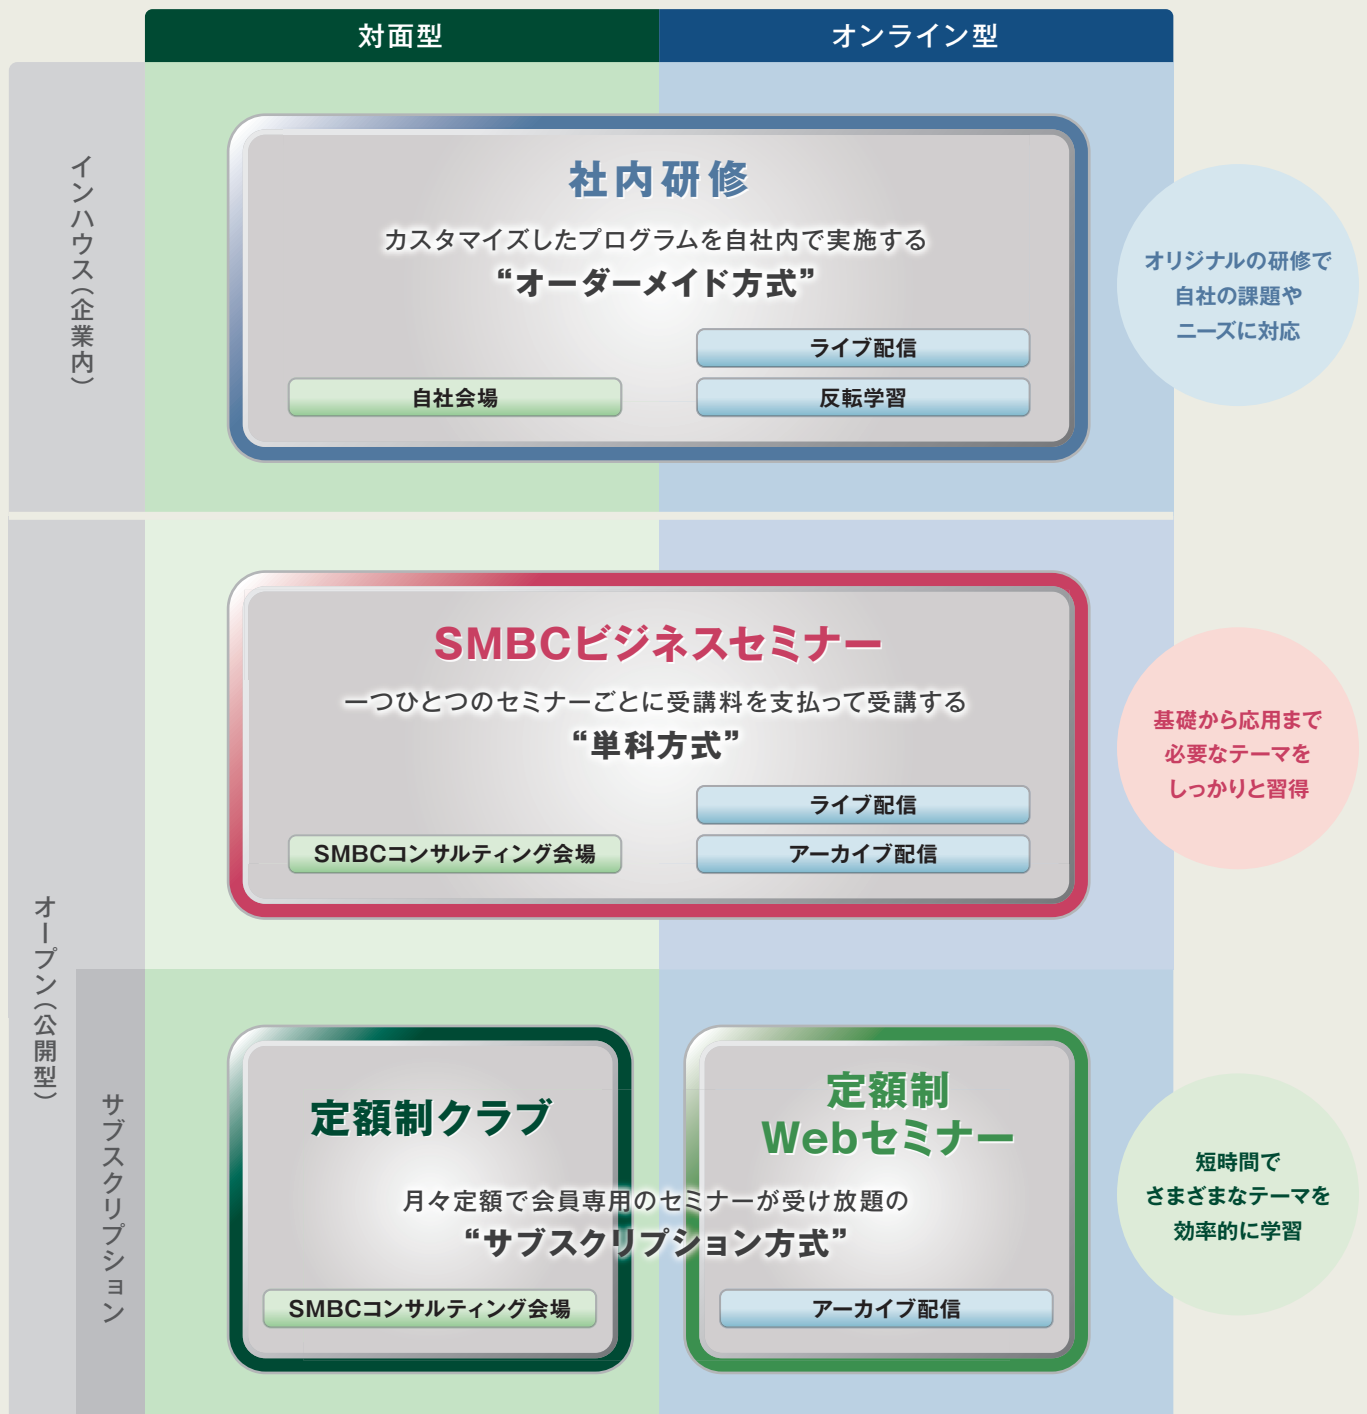 対面型
オンライン型
インハウス（企業内）
社内研修
カスタマイズしたプログラムを自社内で実施する
“オーダーメイド方式”
自社会場
ライブ配信
反転学習
オリジナルの研修で
自社の課題や
ニーズに対応
オープン（公開型）
SMBCビジネスセミナー
一つひとつのセミナーごとに受講料を支払って受講する
“単科方式”
SMBCコンサルティング会場
ライブ配信
アーカイブ配信
基礎から応用まで
必要なテーマを
しっかりと習得
サブスクリプション
定額制クラブ
定額制
Webセミナー
月々定額で会員専用のセミナーが受け放題の
“サブスクリプション方式”
SMBCコンサルティング会場
アーカイブ配信
短時間で
さまざまなテーマを
効率的に学習